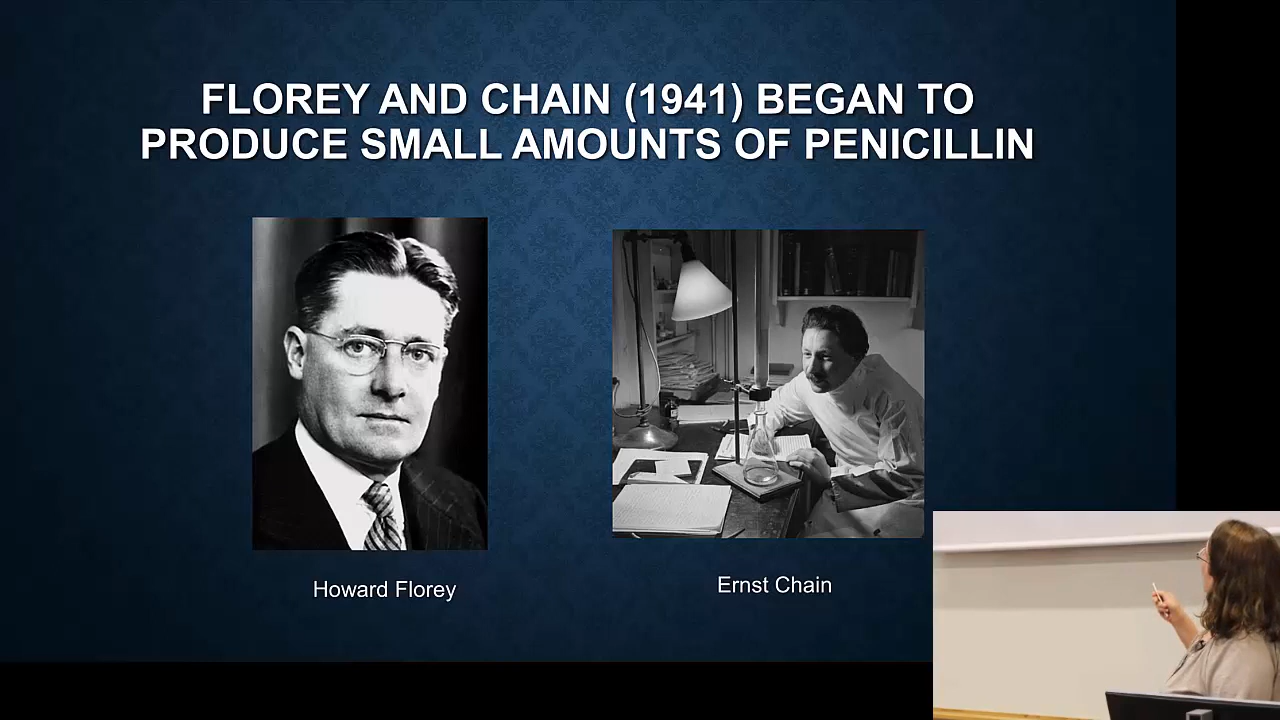 FLOREY AND CHAIN (1941) BEGAN TO
PRODUCE SMALL AMOUNTS OF PENICILLIN
Howard Florey
Ernst Chain